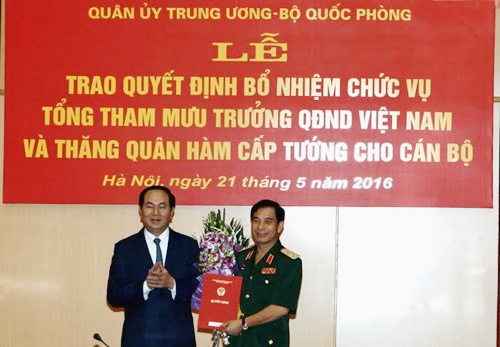 QUÂN ỦY TRUNG ƯƠNG-BỘ QUỐC PHÒNG
LỄ
TRAO QUYẾT ĐỊNH BỔ NHIỆM CHỨC VỤ
TỔNG THAM MƯU TRƯỞNG QĐND VIỆT NAM
VÀ THĂNG QUÂN HÀM CẤP TƯỚNG CHO CÁN BỘ
Hà Nội, ngày 21 tháng 5 năm 2016
QUYẾT ĐỊNH